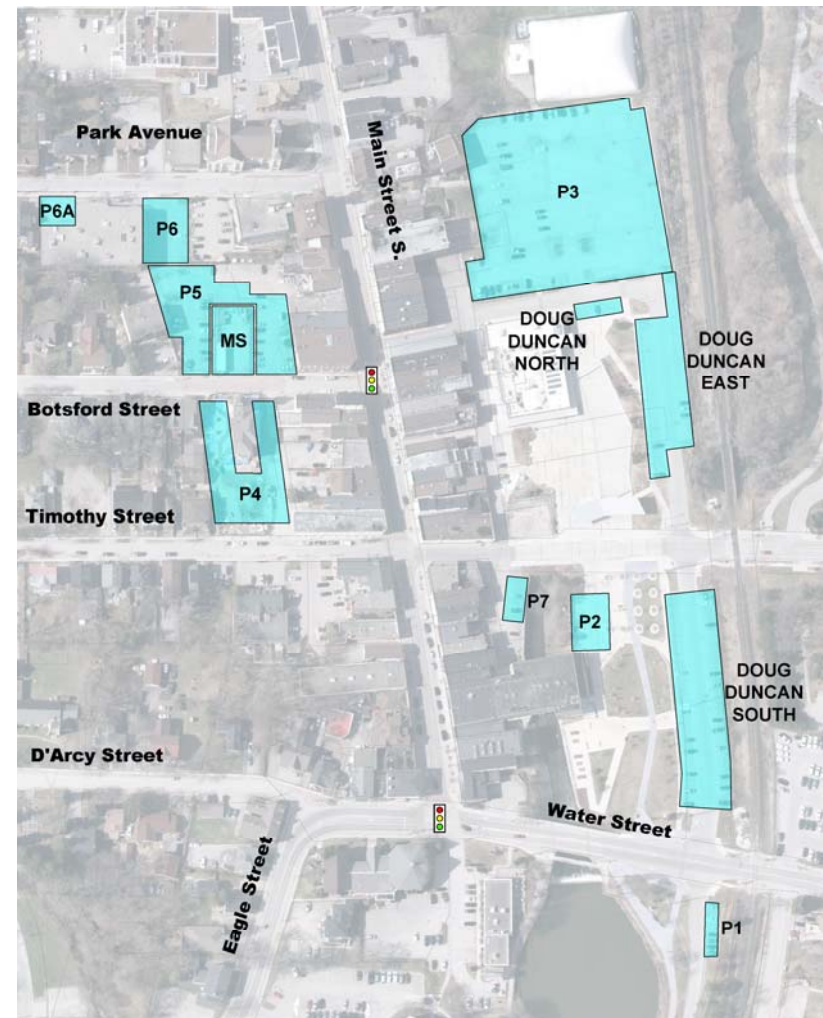 Park Avenue
Main Street S.
P6A
P6
P3
P5
MS
DOUG
DUNCAN
NORTH
DOUG
DUNCAN
EAST
Botsford Street
P4
Timothy Street
P7
P2
DOUG
DUNCAN
SOUTH
D'Arcy Street
Water Street
Eagle Street
P1